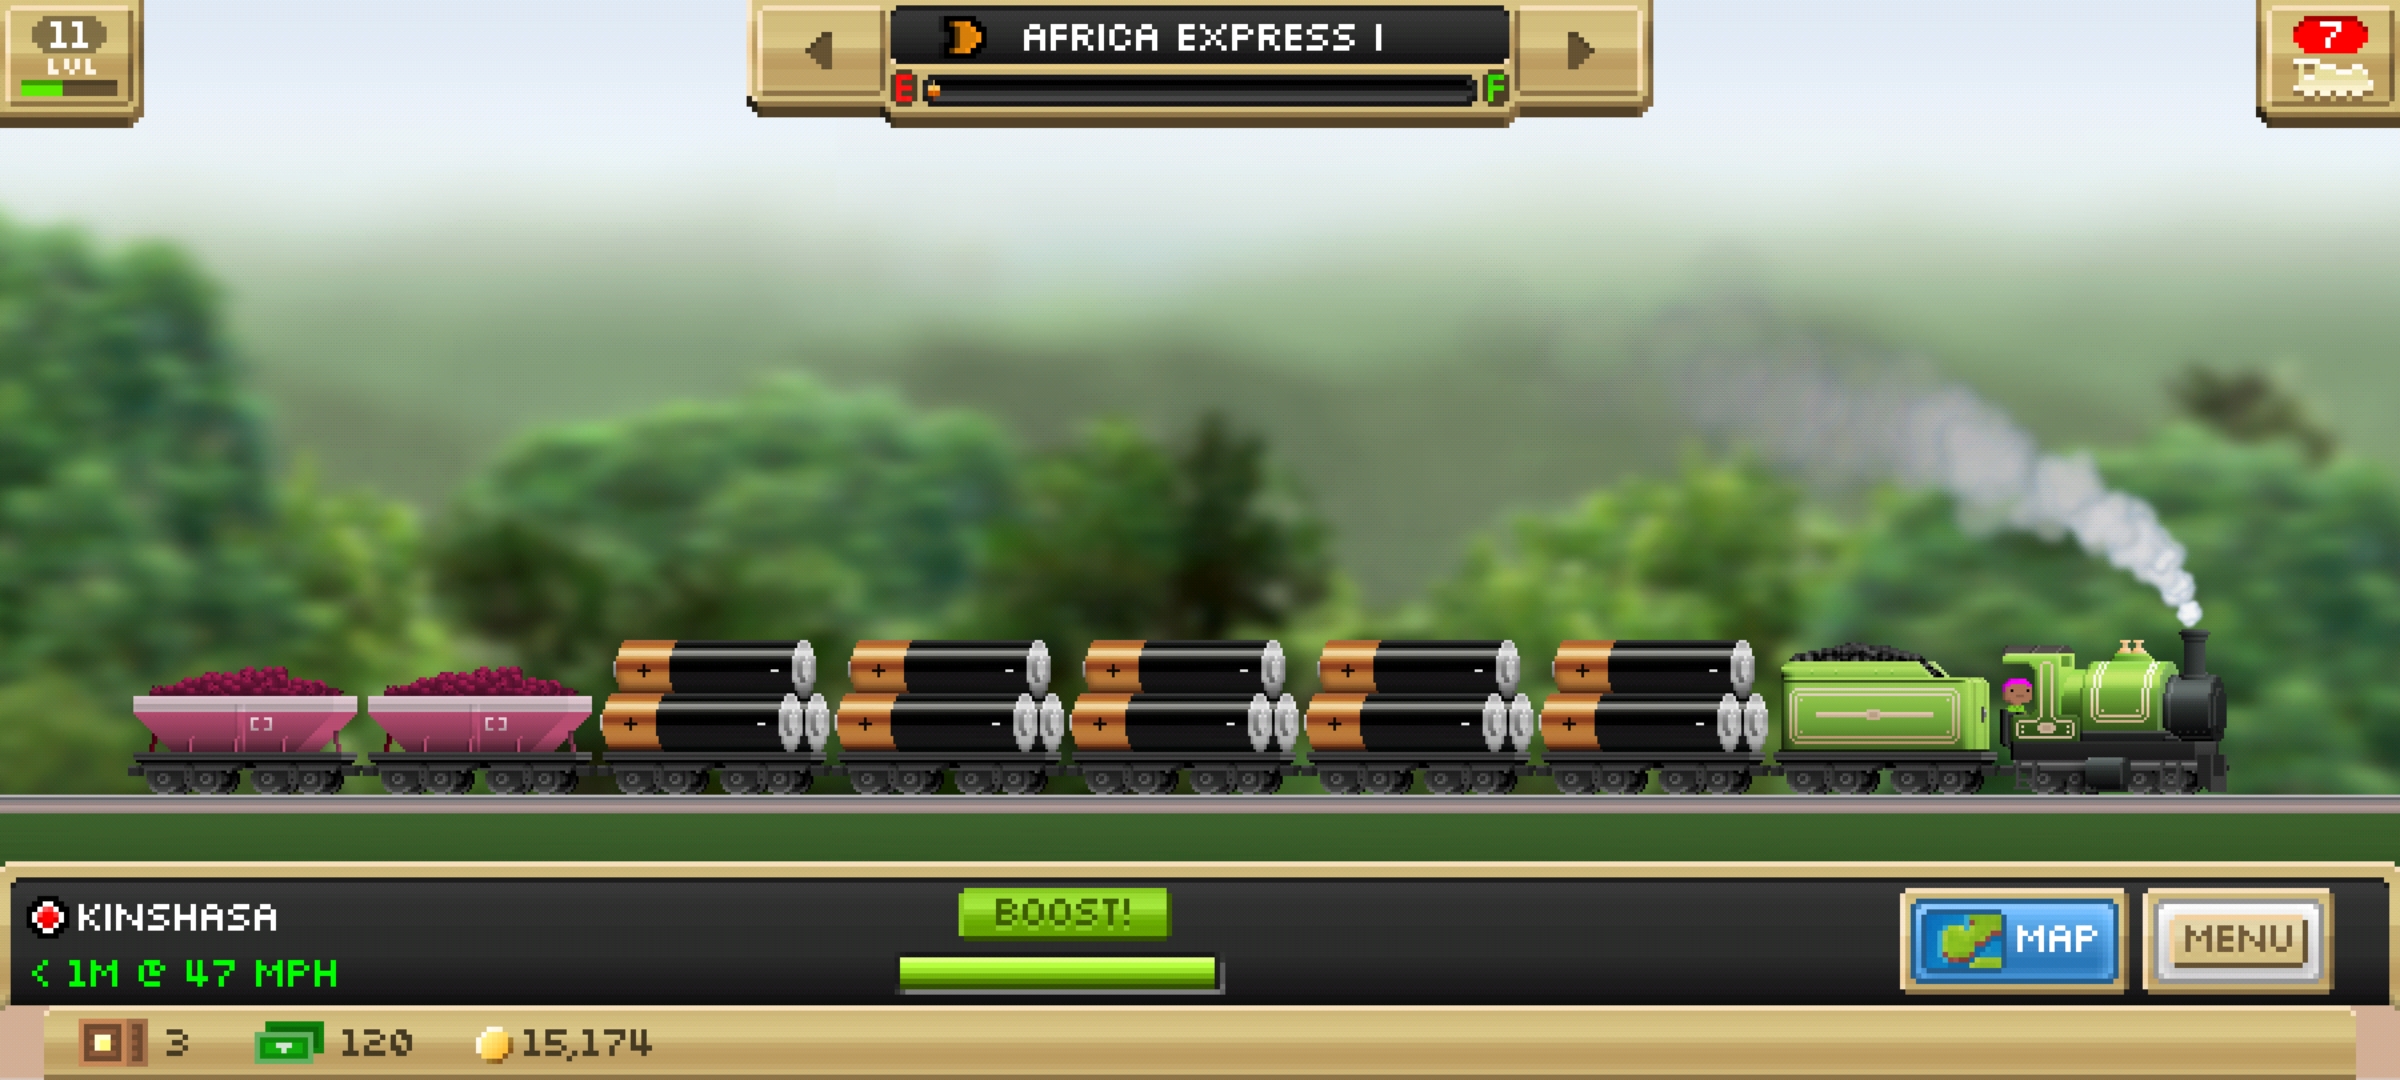 11
LVL
AFRICA EXPRESS I
E F
7
+ - + - + - + - + -
+ - + - + - + - + -
KINSHASA
< 1M @ 47 MPH
BOOST!
MAP
MENU
3 120 15,174